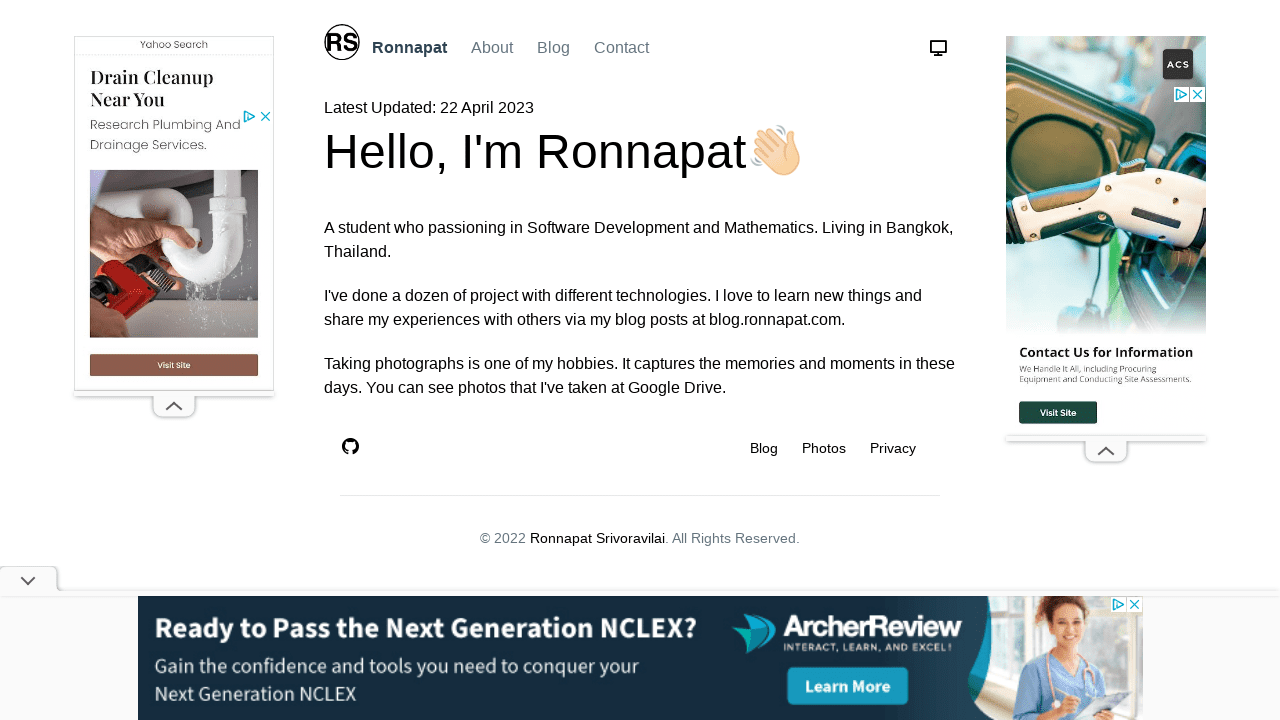 RS
Ronnapat
About
Blog
Contact
Yahoo Search
Drain Cleanup
Near You
Research Plumbing And
Drainage Services.
Visit Site
Latest Updated: 22 April 2023
Hello, I'm Ronnapat👋🏻
A student who passioning in Software Development and Mathematics. Living in Bangkok,
Thailand.
I've done a dozen of project with different technologies. I love to learn new things and
share my experiences with others via my blog posts at blog.ronnapat.com.
Taking photographs is one of my hobbies. It captures the memories and moments in these
days. You can see photos that I've taken at Google Drive.
Blog
Photos
Privacy
© 2022 Ronnapat Srivoravilai. All Rights Reserved.
ACS
Contact Us for Information
We Handle It All, Including Procuring
Equipment and Conducting Site Assessments.
Visit Site
Ready to Pass the Next Generation NCLEX?
Gain the confidence and tools you need to conquer your
Next Generation NCLEX
ArcherReview
INTERACT, LEARN, AND EXCEL!
Learn More